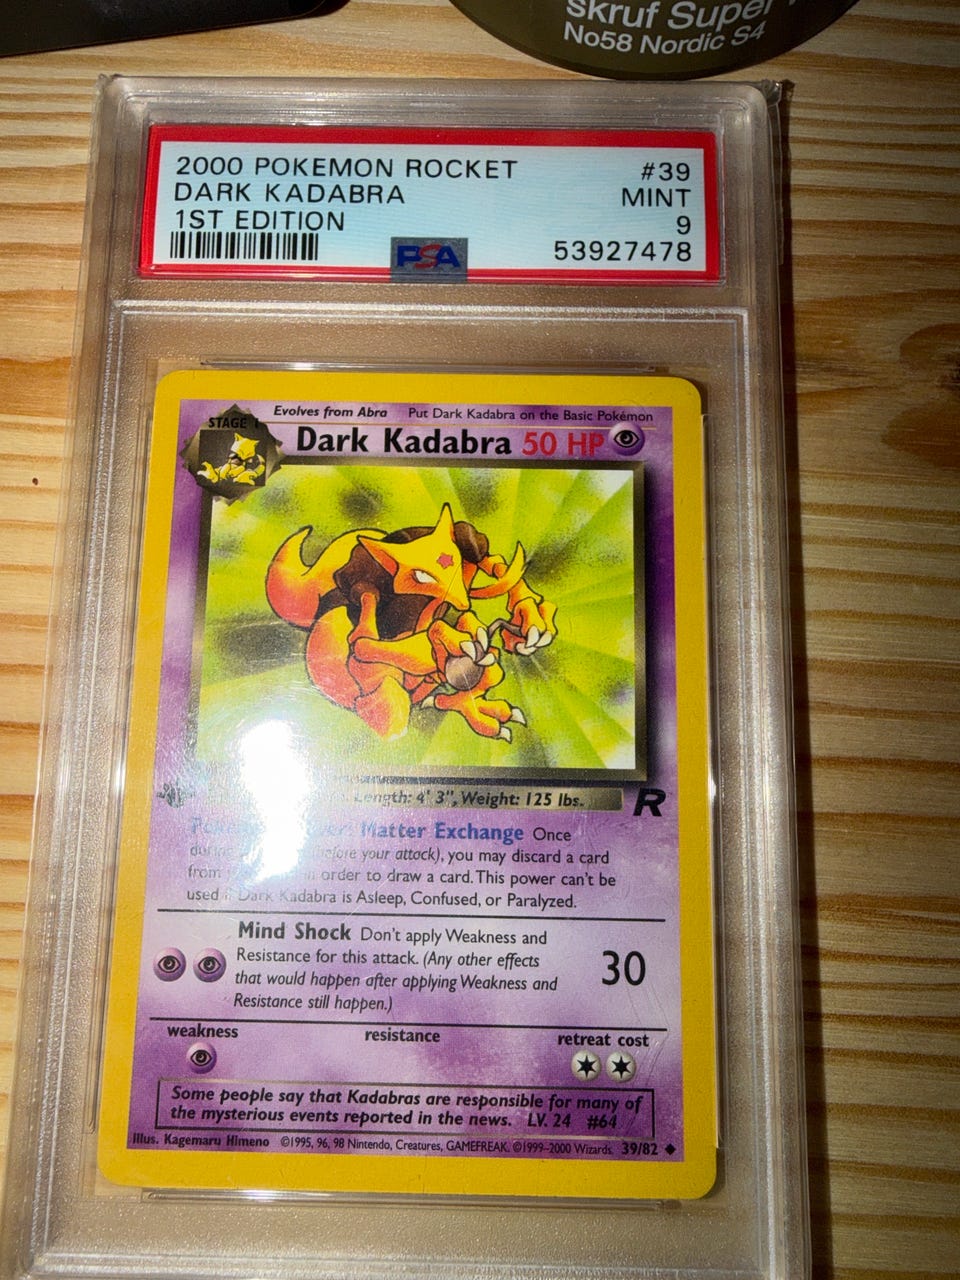 skruf Super
No58 Nordic S4
2000 POKEMON ROCKET #39
DARK KADABRA MINT
1ST EDITION 9
PSA 53927478
Evolves from Abra Put Dark Kadabra on the Basic Pokémon
STAGE 1
Dark Kadabra 50 HP
Length: 4' 3", Weight: 125 lbs.
R
Matter Exchange Once
(before your attack), you may discard a card
from in order to draw a card. This power can't be
used if Dark Kadabra is Asleep, Confused, or Paralyzed.
Mind Shock Don't apply Weakness and
Resistance for this attack. (Any other effects
that would happen after applying Weakness and
Resistance still happen.)
30
weakness resistance retreat cost
Some people say that Kadabras are responsible for many of
the mysterious events reported in the news. LV. 24 #64
Illus. Kagemaru Himeno ©1995, 96, 98 Nintendo, Creatures, GAMEFREAK. ©1999–2000 Wizards. 39/82